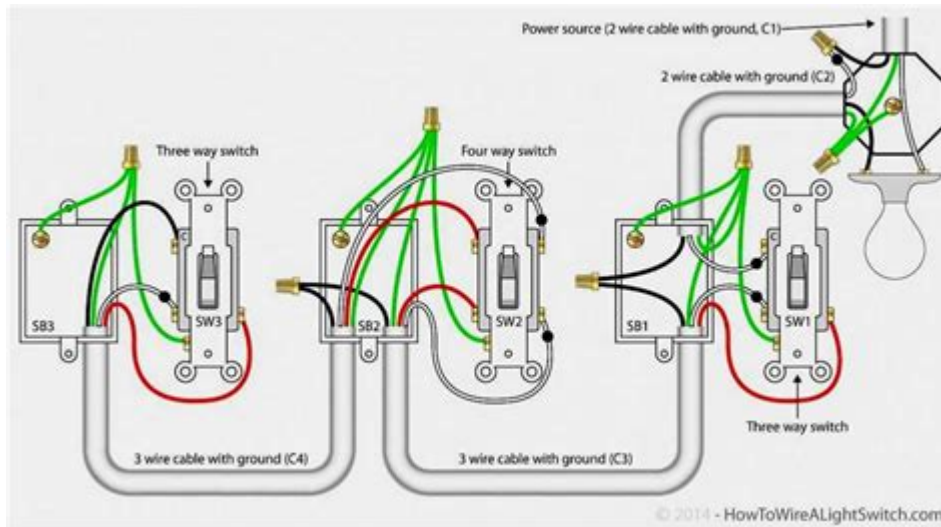 Power source (2 wire cable with ground, C1)
2 wire cable with ground (C2)
Three way switch
Four way switch
C
C
SB3
SW3
SB2
SW2
SB1
SW1
Three way switch
3 wire cable with ground (C4)
3 wire cable with ground (C3)
© 2014 - HowToWireALightSwitch.com